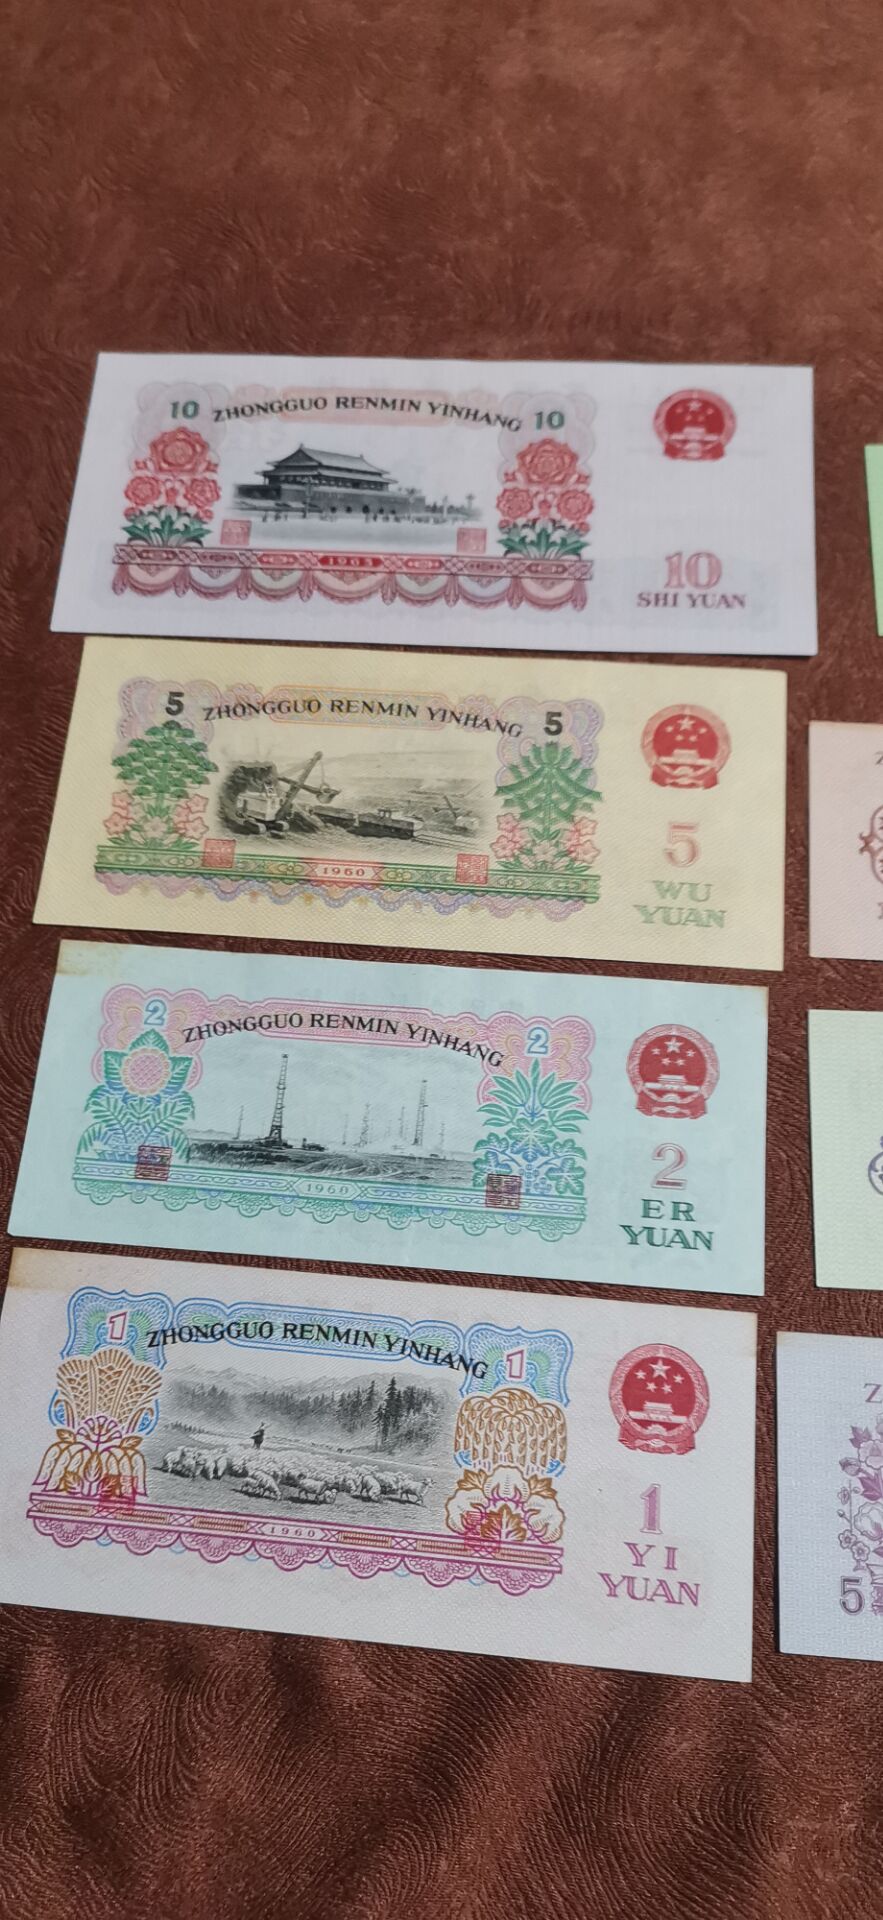 10 ZHONGGUO RENMIN YINHANG 10
1965
10
SHI YUAN
5 ZHONGGUO RENMIN YINHANG 5
1960
5
WU
YUAN
2 ZHONGGUO RENMIN YINHANG 2
1960
2
ER
YUAN
1 ZHONGGUO RENMIN YINHANG 1
1960
1
YI
YUAN
Z
5